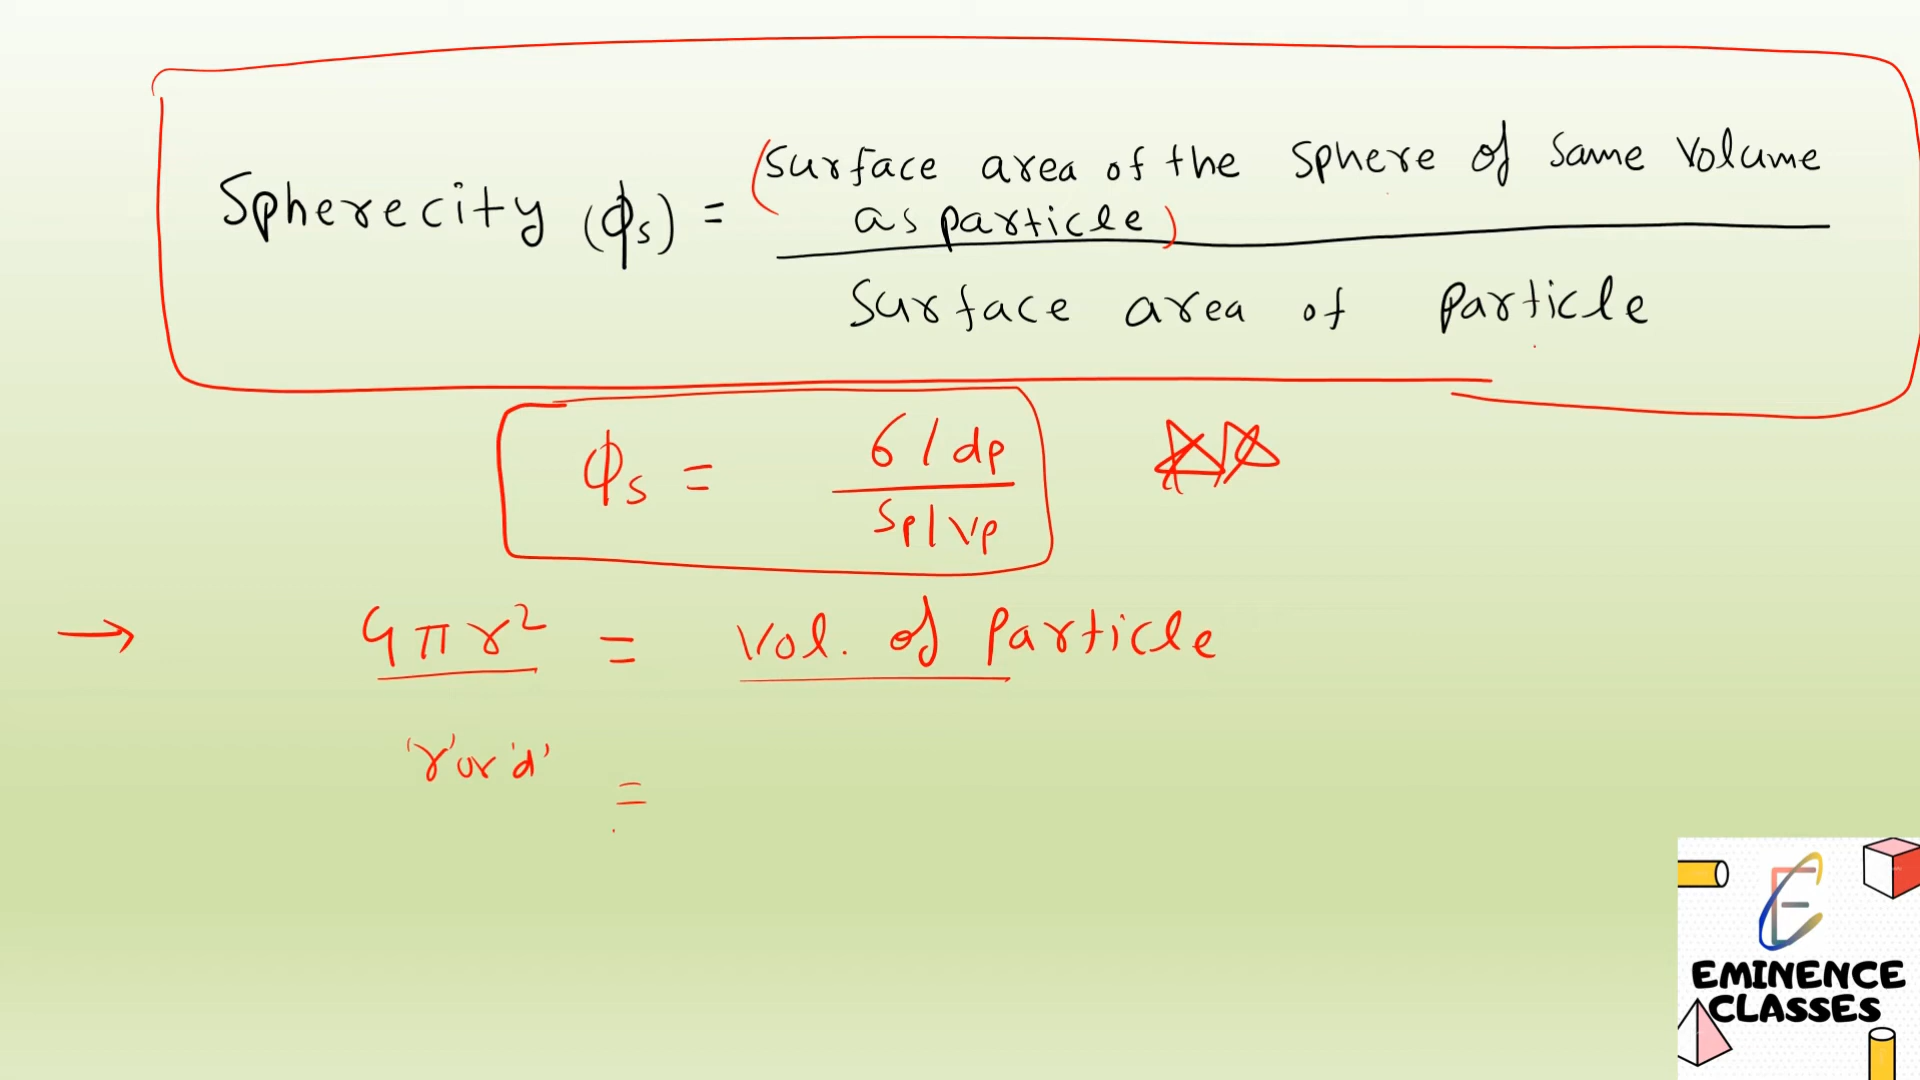 Spherecity (ϕs) = (surface area of the sphere of same volume
as particle)
surface area of particle
ϕs = 6/dp
sp/vp
→ 4πr² = vol. of particle
'r' or 'd' =
EMINENCE
CLASSES